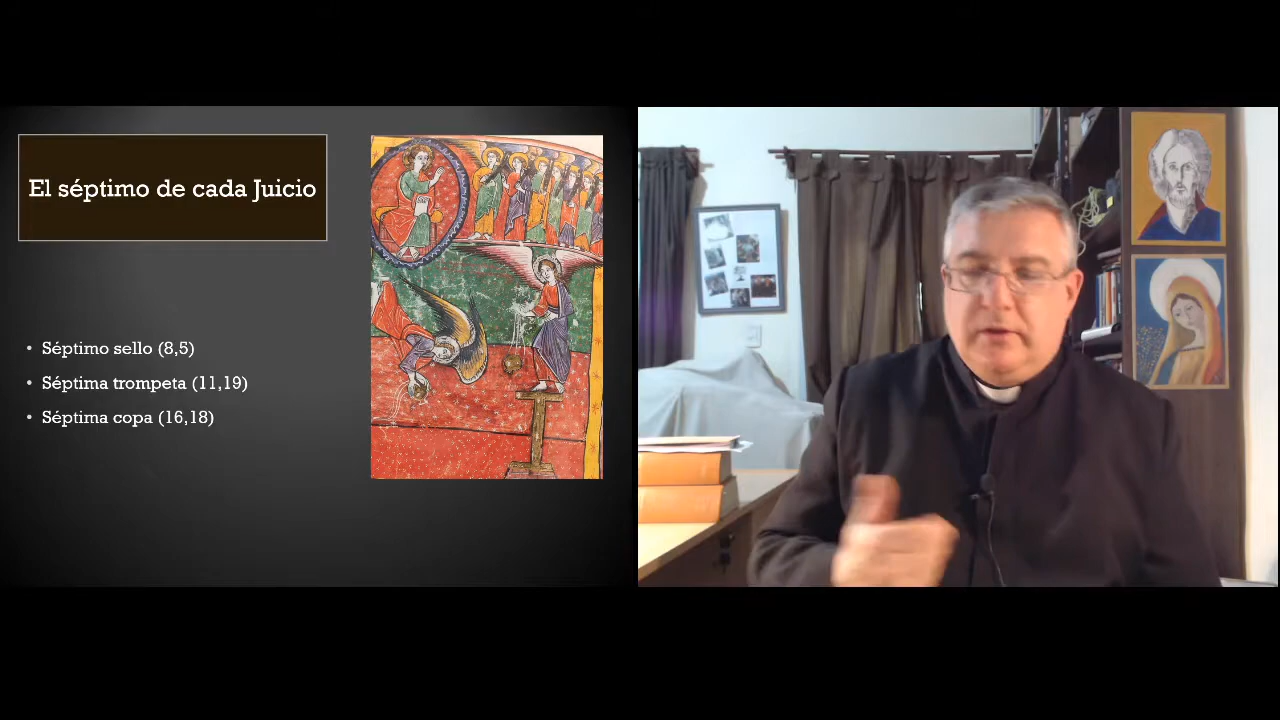 El séptimo de cada Juicio
• Séptimo sello (8,5)
• Séptima trompeta (11,19)
• Séptima copa (16,18)